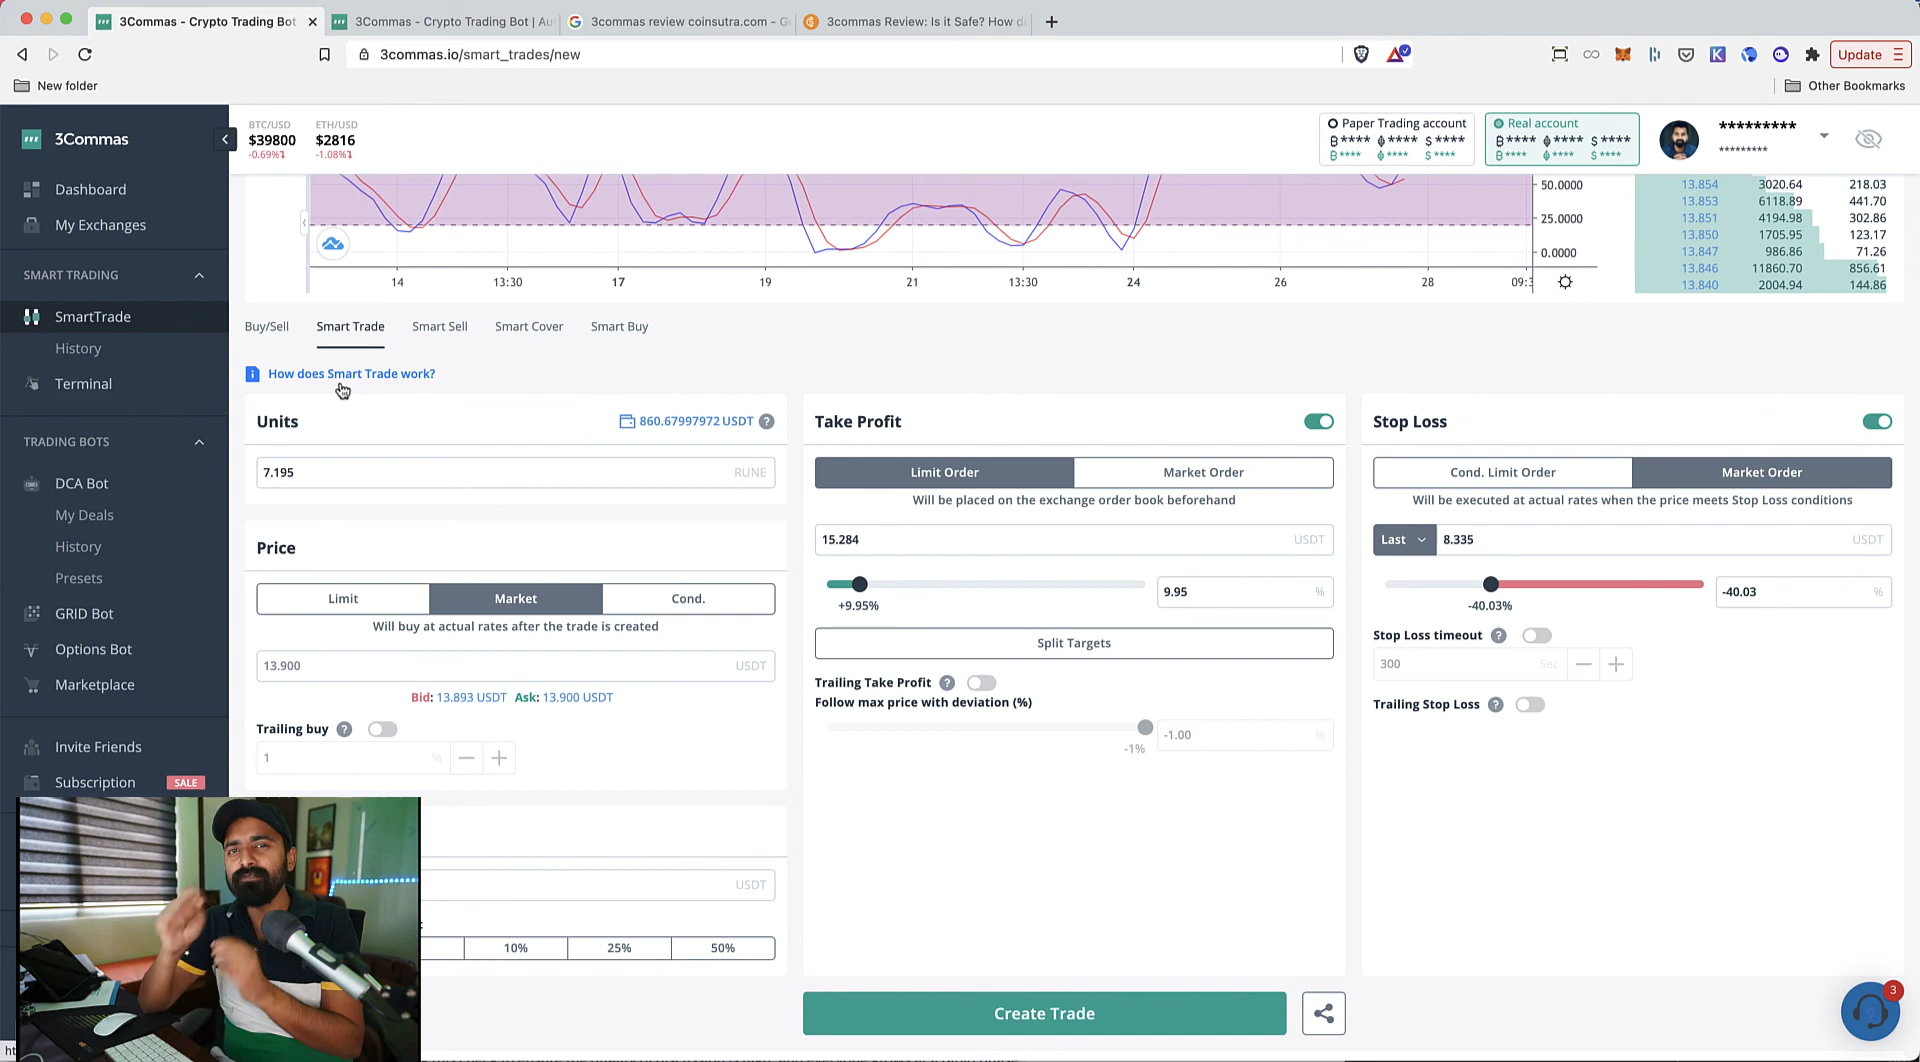 3Commas - Crypto Trading Bot
3Commas - Crypto Trading Bot | Au
3commas review coinsutra.com - G
3commas Review: Is it Safe? How d
3commas.io/smart_trades/new
Update
New folder
Other Bookmarks
3Commas
BTC/USD
$39800
-0.69%
ETH/USD
$2816
-1.08%
Paper Trading account
**** **** $ ****
**** **** $ ****
Real account
**** **** $ ****
**** **** $ ****
*********
*********
Dashboard
My Exchanges
SMART TRADING
SmartTrade
History
Terminal
TRADING BOTS
DCA Bot
My Deals
History
Presets
GRID Bot
Options Bot
Marketplace
Invite Friends
Subscription
SALE
50.0000
25.0000
0.0000
14
13:30
17
19
21
13:30
24
26
28
09:3
13.854 3020.64 218.03
13.853 6118.89 441.70
13.851 4194.98 302.86
13.850 1705.95 123.17
13.847 986.86 71.26
13.846 11860.70 856.61
13.840 2004.94 144.86
Buy/Sell
Smart Trade
Smart Sell
Smart Cover
Smart Buy
How does Smart Trade work?
Units
860.67997972 USDT
7.195
RUNE
Price
Limit
Market
Cond.
Will buy at actual rates after the trade is created
13.900
USDT
Bid: 13.893 USDT Ask: 13.900 USDT
Trailing buy
1
%
USDT
10%
25%
50%
Take Profit
Limit Order
Market Order
Will be placed on the exchange order book beforehand
15.284
USDT
+9.95%
9.95
%
Split Targets
Trailing Take Profit
Follow max price with deviation (%)
-1%
-1.00
%
Stop Loss
Cond. Limit Order
Market Order
Will be executed at actual rates when the price meets Stop Loss conditions
Last
8.335
USDT
-40.03%
-40.03
%
Stop Loss timeout
300
Sec
Trailing Stop Loss
Create Trade
3